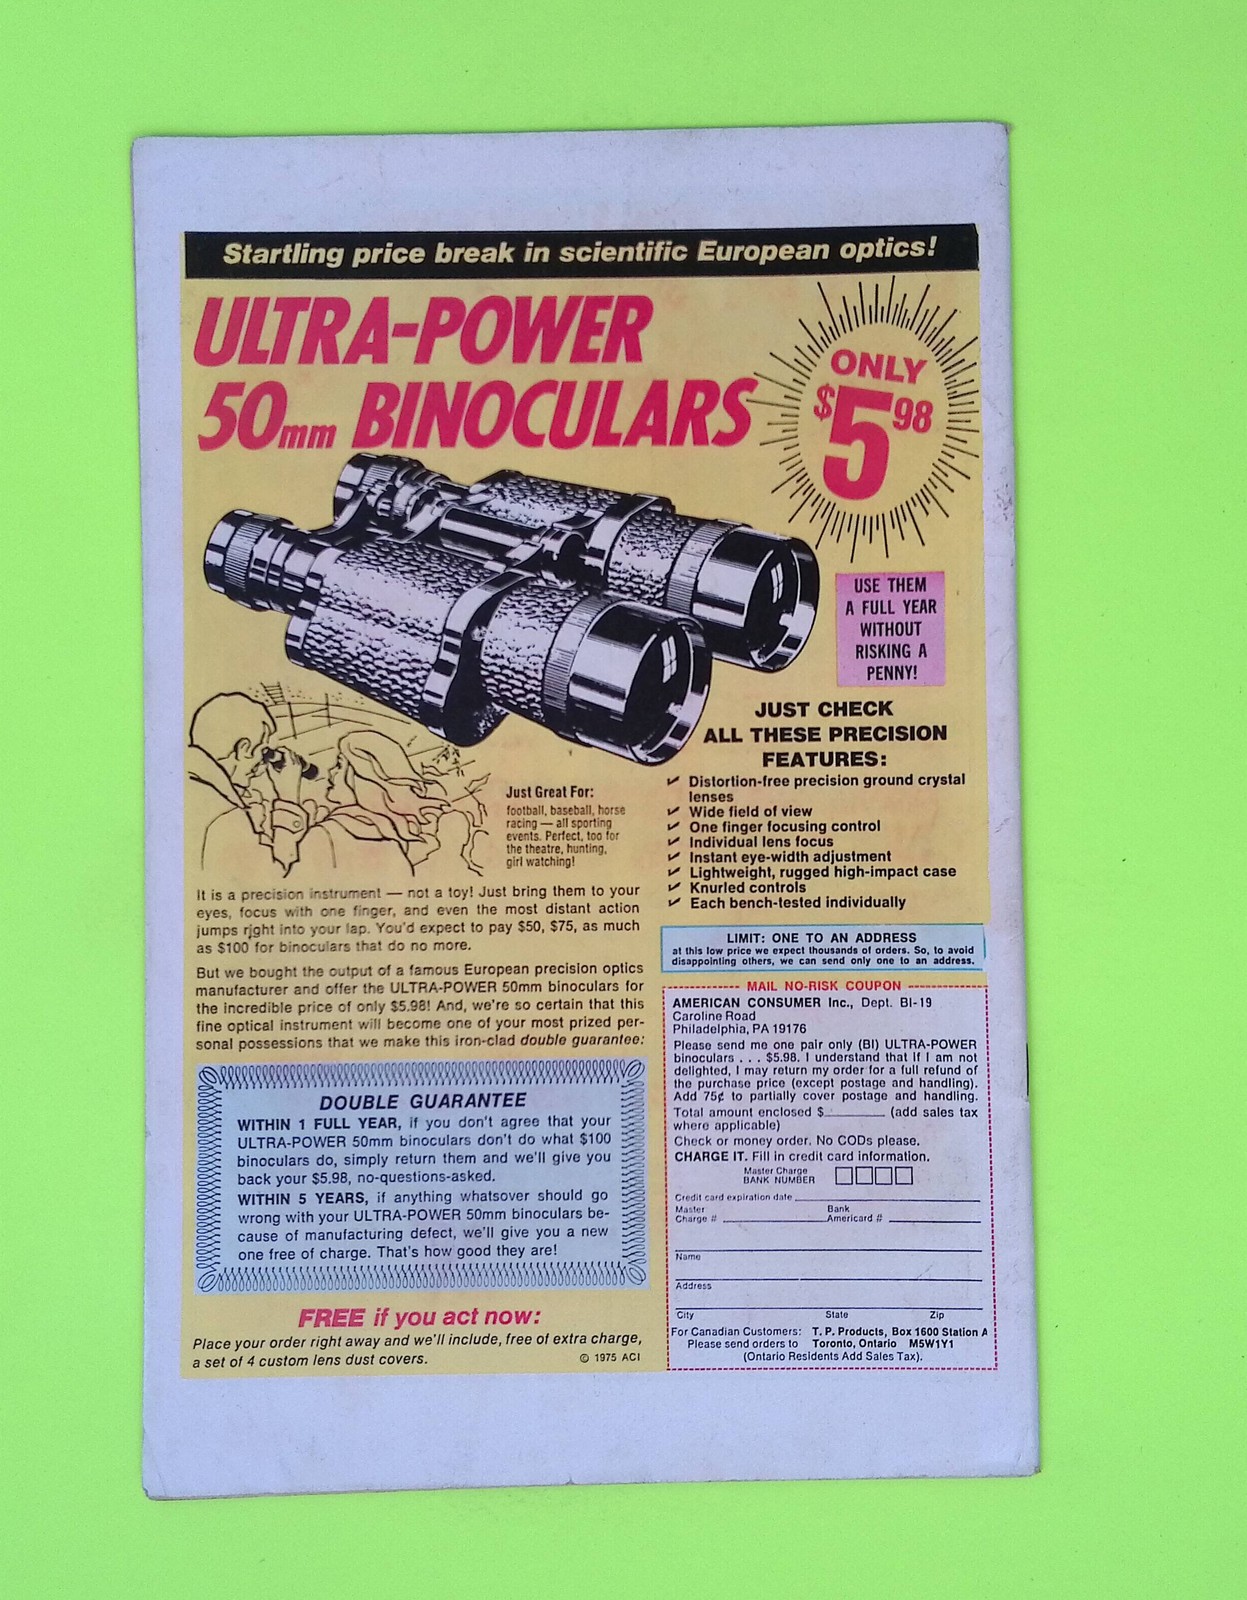 Startling price break in scientific European optics!
ULTRA-POWER
50mm BINOCULARS
ONLY
$5 98
USE THEM
A FULL YEAR
WITHOUT
RISKING A
PENNY!
JUST CHECK
ALL THESE PRECISION
FEATURES:
✓ Distortion-free precision ground crystal
lenses
✓ Wide field of view
✓ One finger focusing control
✓ Individual lens focus
✓ Instant eye-width adjustment
✓ Lightweight, rugged high-impact case
✓ Knurled controls
✓ Each bench-tested individually
Just Great For:
football, baseball, horse
racing — all sporting
events. Perfect, too for
the theatre, hunting,
girl watching!
It is a precision instrument — not a toy! Just bring them to your
eyes, focus with one finger, and even the most distant action
jumps right into your lap. You'd expect to pay $50, $75, as much
as $100 for binoculars that do no more.
But we bought the output of a famous European precision optics
manufacturer and offer the ULTRA-POWER 50mm binoculars for
the incredible price of only $5.98! And, we're so certain that this
fine optical instrument will become one of your most prized per-
sonal possessions that we make this iron-clad double guarantee:
DOUBLE GUARANTEE
WITHIN 1 FULL YEAR, if you don't agree that your
ULTRA-POWER 50mm binoculars don't do what $100
binoculars do, simply return them and we'll give you
back your $5.98, no-questions-asked.
WITHIN 5 YEARS, if anything whatsover should go
wrong with your ULTRA-POWER 50mm binoculars be-
cause of manufacturing defect, we'll give you a new
one free of charge. That's how good they are!
FREE if you act now:
Place your order right away and we'll include, free of extra charge,
a set of 4 custom lens dust covers.
© 1975 ACI
LIMIT: ONE TO AN ADDRESS
at this low price we expect thousands of orders. So, to avoid
disappointing others, we can send only one to an address.
MAIL NO-RISK COUPON
AMERICAN CONSUMER Inc., Dept. BI-19
Caroline Road
Philadelphia, PA 19176
Please send me one pair only (BI) ULTRA-POWER
binoculars . . . $5.98. I understand that if I am not
delighted, I may return my order for a full refund of
the purchase price (except postage and handling).
Add 75¢ to partially cover postage and handling.
Total amount enclosed $________ (add sales tax
where applicable)
Check or money order. No CODs please.
CHARGE IT. Fill in credit card information.
Master Charge
BANK NUMBER
Credit card expiration date
Master Bank
Charge # Americard #
Name
Address
City State Zip
For Canadian Customers: T. P. Products, Box 1600 Station A
Please send orders to Toronto, Ontario M5W1Y1
(Ontario Residents Add Sales Tax).